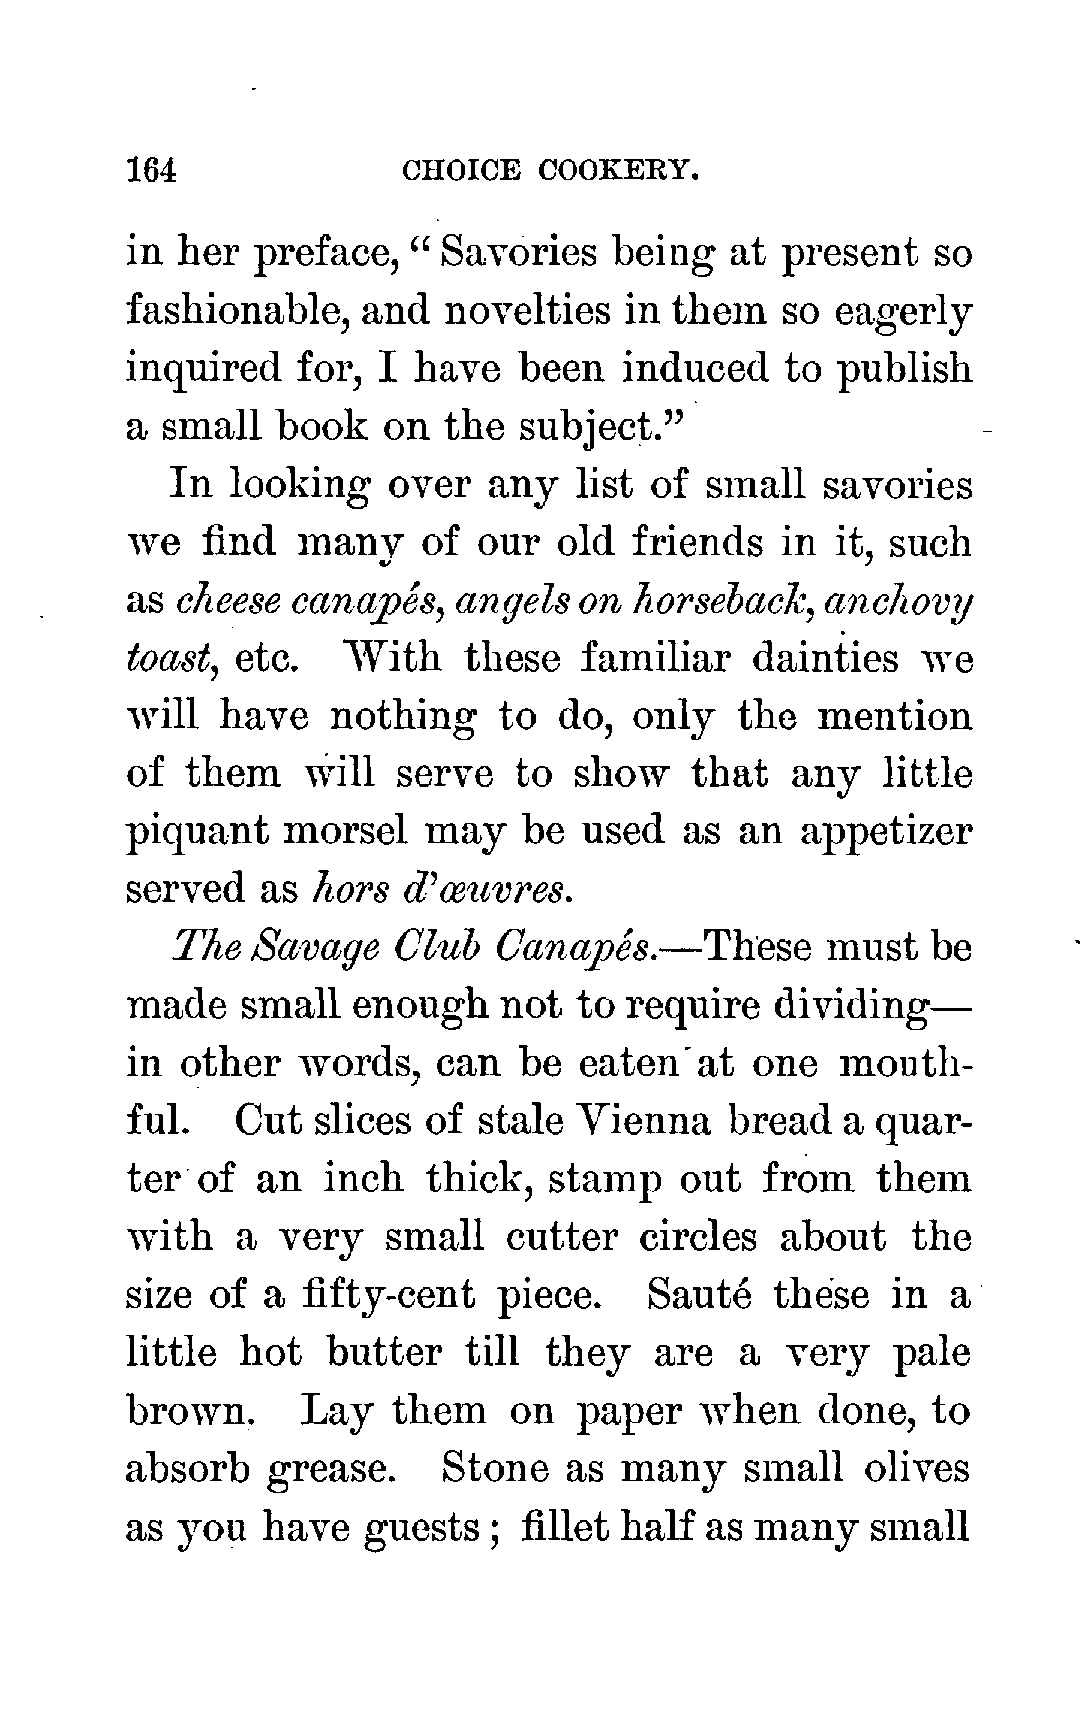 164 CHOICE COOKERY.
in her preface, “Savories being at present so
fashionable, and novelties in them so eagerly
inquired for, I have been induced to publish
a small book on the subject.”
In looking over any list of small savories
we find many of our old friends in it, such
as cheese canapés, angels on horseback, anchovy
toast, etc. With these familiar dainties we
will have nothing to do, only the mention
of them will serve to show that any little
piquant morsel may be used as an appetizer
served as hors d’œuvres.
The Savage Club Canapés.—These must be
made small enough not to require dividing—
in other words, can be eaten at one mouth-
ful. Cut slices of stale Vienna bread a quar-
ter of an inch thick, stamp out from them
with a very small cutter circles about the
size of a fifty-cent piece. Sauté these in a
little hot butter till they are a very pale
brown. Lay them on paper when done, to
absorb grease. Stone as many small olives
as you have guests; fillet half as many small